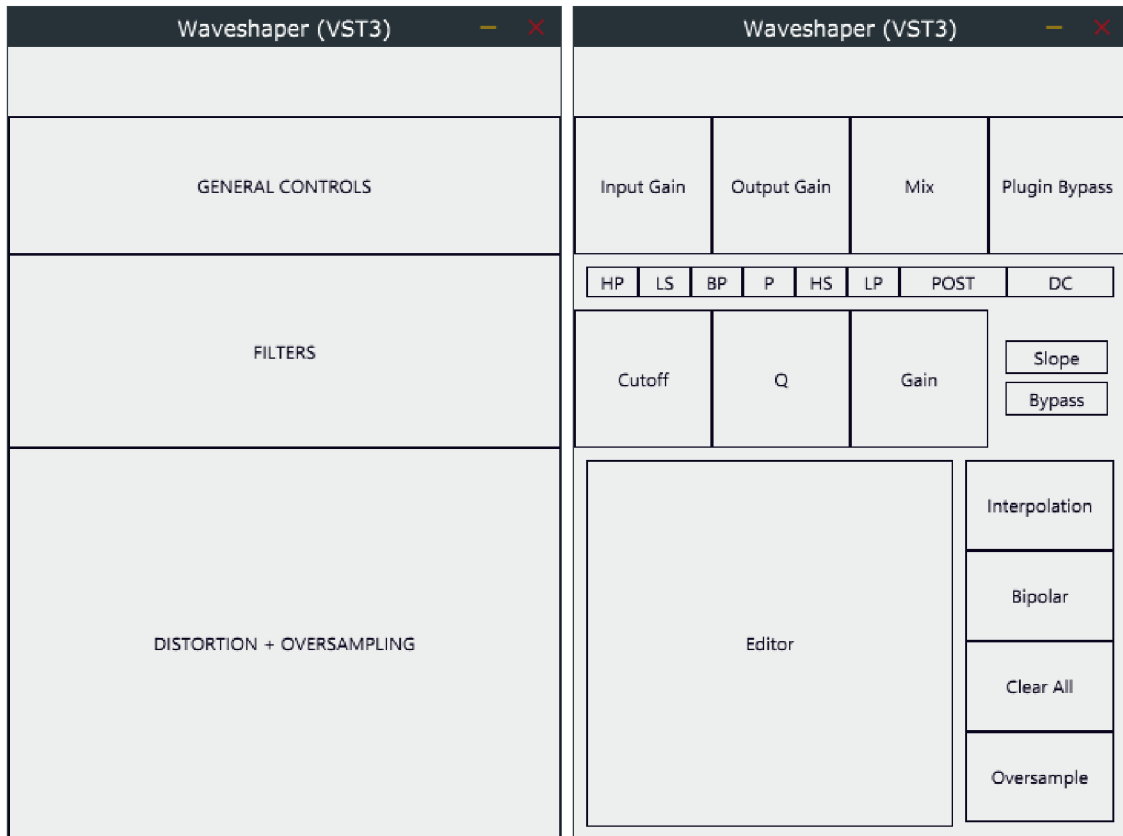 Waveshaper (VST3)
GENERAL CONTROLS
FILTERS
DISTORTION + OVERSAMPLING
Waveshaper (VST3)
Input Gain
Output Gain
Mix
Plugin Bypass
HP
LS
BP
P
HS
LP
POST
DC
Cutoff
Q
Gain
Slope
Bypass
Editor
Interpolation
Bipolar
Clear All
Oversample